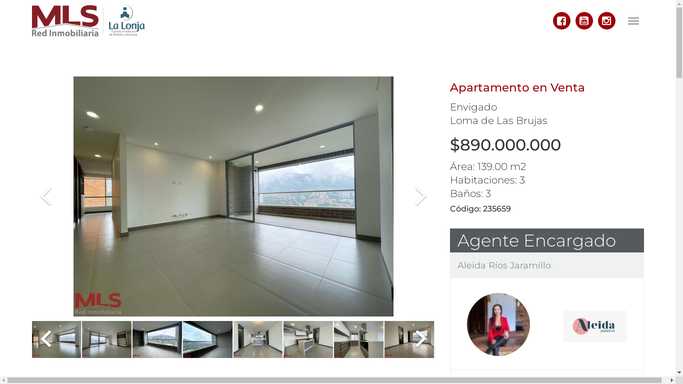 MLS
Red Inmobiliaria
La Lonja
Apartamento en Venta
Envigado
Loma de Las Brujas
$890.000.000
Área: 139.00 m2
Habitaciones: 3
Baños: 3
Código: 235659
MLS
Red Inmobiliaria
Agente Encargado
Aleida Ríos Jaramillo
Aleida